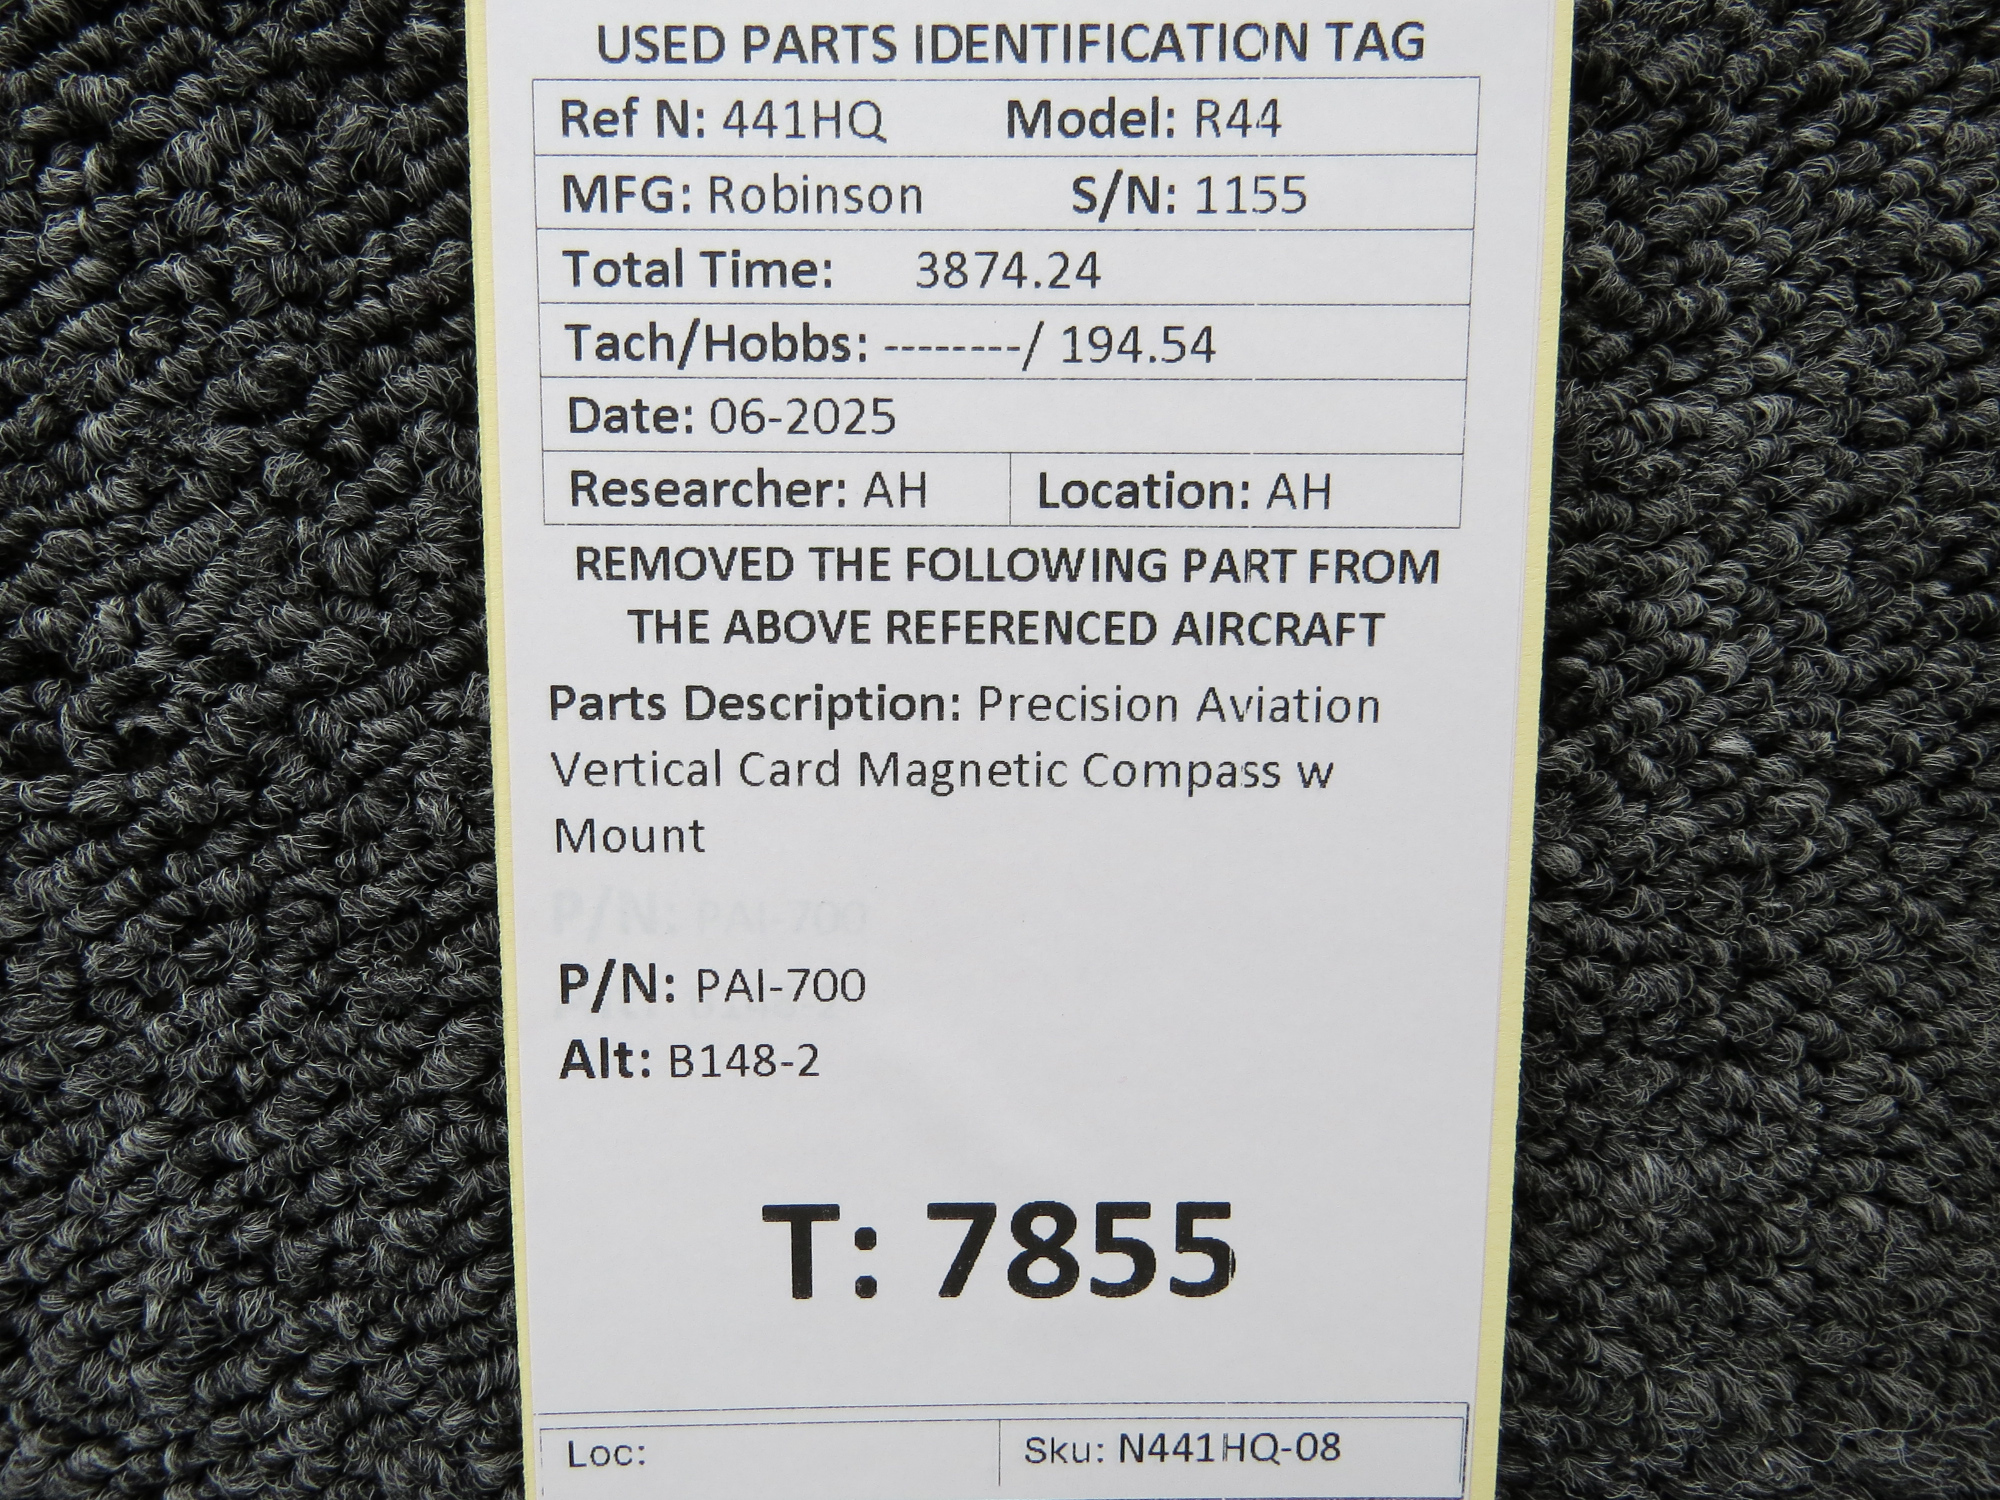 USED PARTS IDENTIFICATION TAG
Ref N: 441HQ Model: R44
MFG: Robinson S/N: 1155
Total Time: 3874.24
Tach/Hobbs: --------/ 194.54
Date: 06-2025
Researcher: AH Location: AH
REMOVED THE FOLLOWING PART FROM
THE ABOVE REFERENCED AIRCRAFT
Parts Description: Precision Aviation
Vertical Card Magnetic Compass w
Mount
P/N: PAI-700
P/N: PAI-700
Alt: B148-2
T: 7855
Loc:
Sku: N441HQ-08